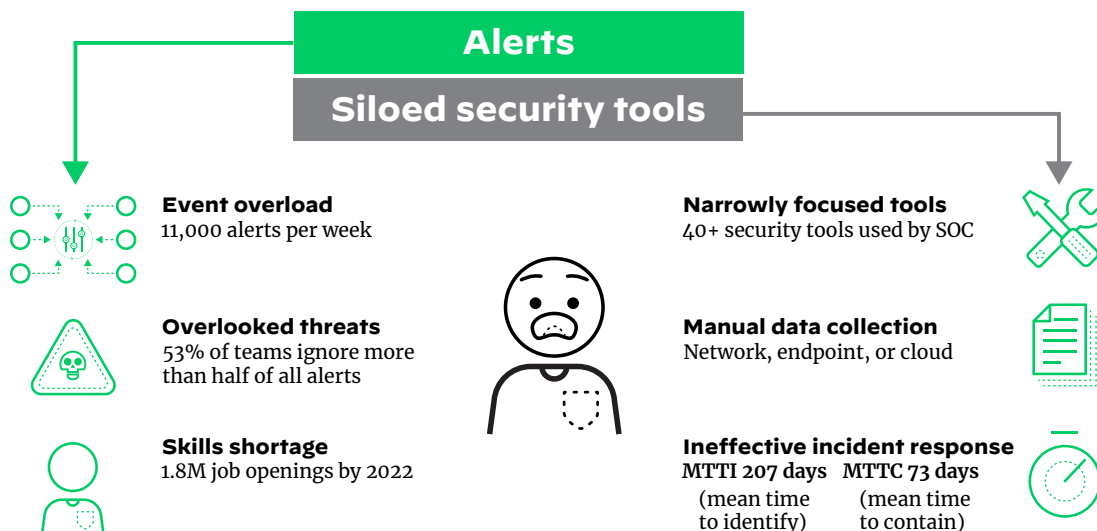 Alerts
Siloed security tools
Event overload
11,000 alerts per week
Overlooked threats
53% of teams ignore more
than half of all alerts
Skills shortage
1.8M job openings by 2022
Narrowly focused tools
40+ security tools used by SOC
Manual data collection
Network, endpoint, or cloud
Ineffective incident response
MTTI 207 days MTTC 73 days
(mean time (mean time
to identify) to contain)